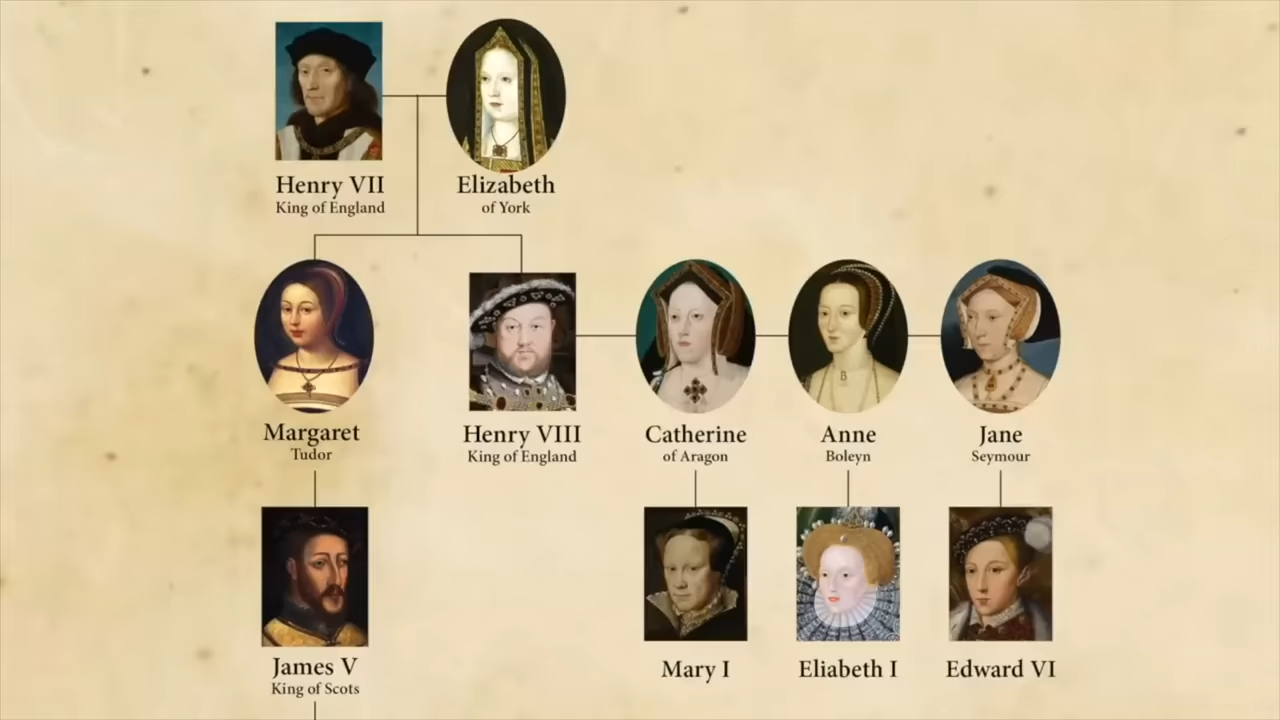 Henry VII
King of England
Elizabeth
of York
Margaret
Tudor
Henry VIII
King of England
Catherine
of Aragon
Anne
Boleyn
Jane
Seymour
James V
King of Scots
Mary I
Eliabeth I
Edward VI